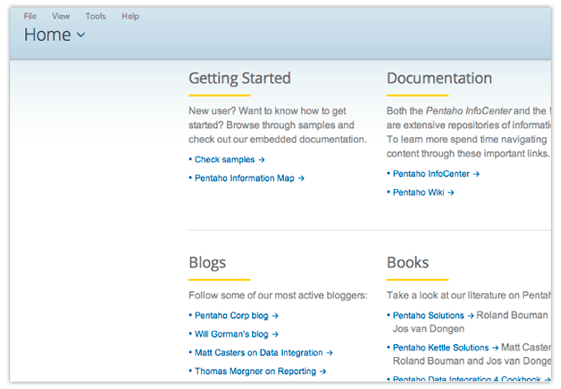 File View Tools Help
Home
Getting Started
New user? Want to know how to get
started? Browse through samples and
check out our embedded documentation.
• Check samples →
• Pentaho Information Map →
Documentation
Both the Pentaho InfoCenter and the
are extensive repositories of informati
To learn more spend time navigating
content through these important links.
• Pentaho InfoCenter →
• Pentaho Wiki →
Blogs
Follow some of our most active bloggers:
• Pentaho Corp blog →
• Will Gorman's blog →
• Matt Casters on Data Integration →
• Thomas Morgner on Reporting →
Books
Take a look at our literature on Pentah
• Pentaho Solutions → Roland Bouman
Jos van Dongen
• Pentaho Kettle Solutions → Matt Caster
Roland Bouman and Jos van Dongen
• Pentaho Data Integration 4 Cookbook →